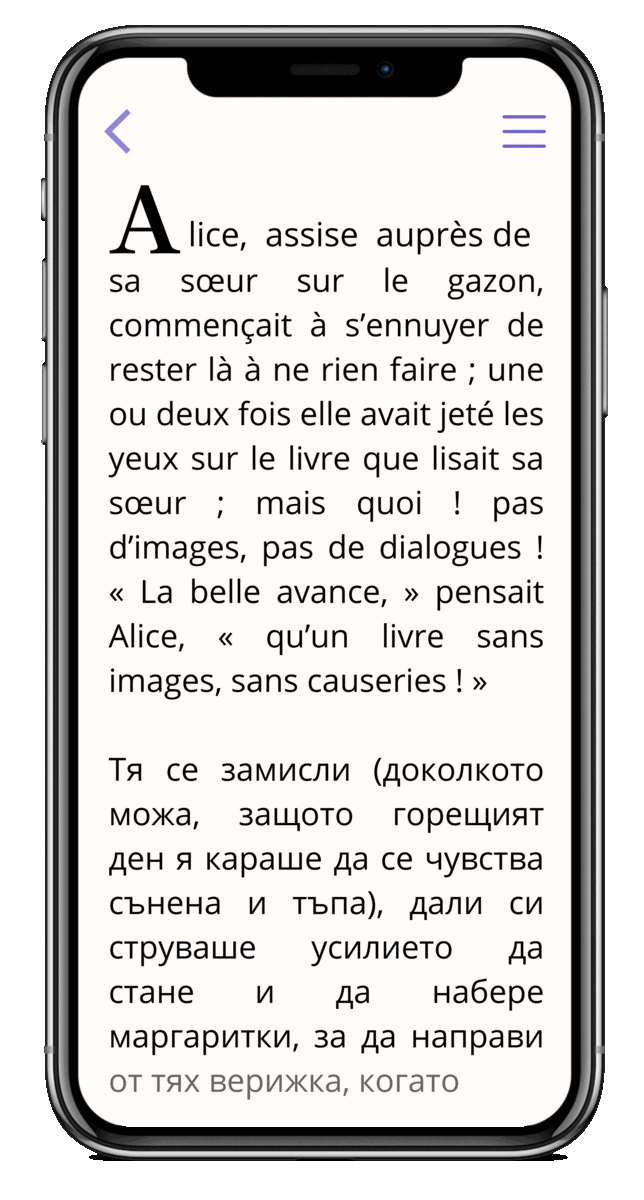 Alice, assise auprès de
sa sœur sur le gazon,
commençait à s’ennuyer de
rester là à ne rien faire ; une
ou deux fois elle avait jeté les
yeux sur le livre que lisait sa
sœur ; mais quoi ! pas
d’images, pas de dialogues !
« La belle avance, » pensait
Alice, « qu’un livre sans
images, sans causeries ! »
Тя се замисли (доколкото
можа, защото горещият
ден я караше да се чувства
сънена и тъпа), дали си
струваше усилието да
стане и да набере
маргаритки, за да направи
от тях верижка, когато